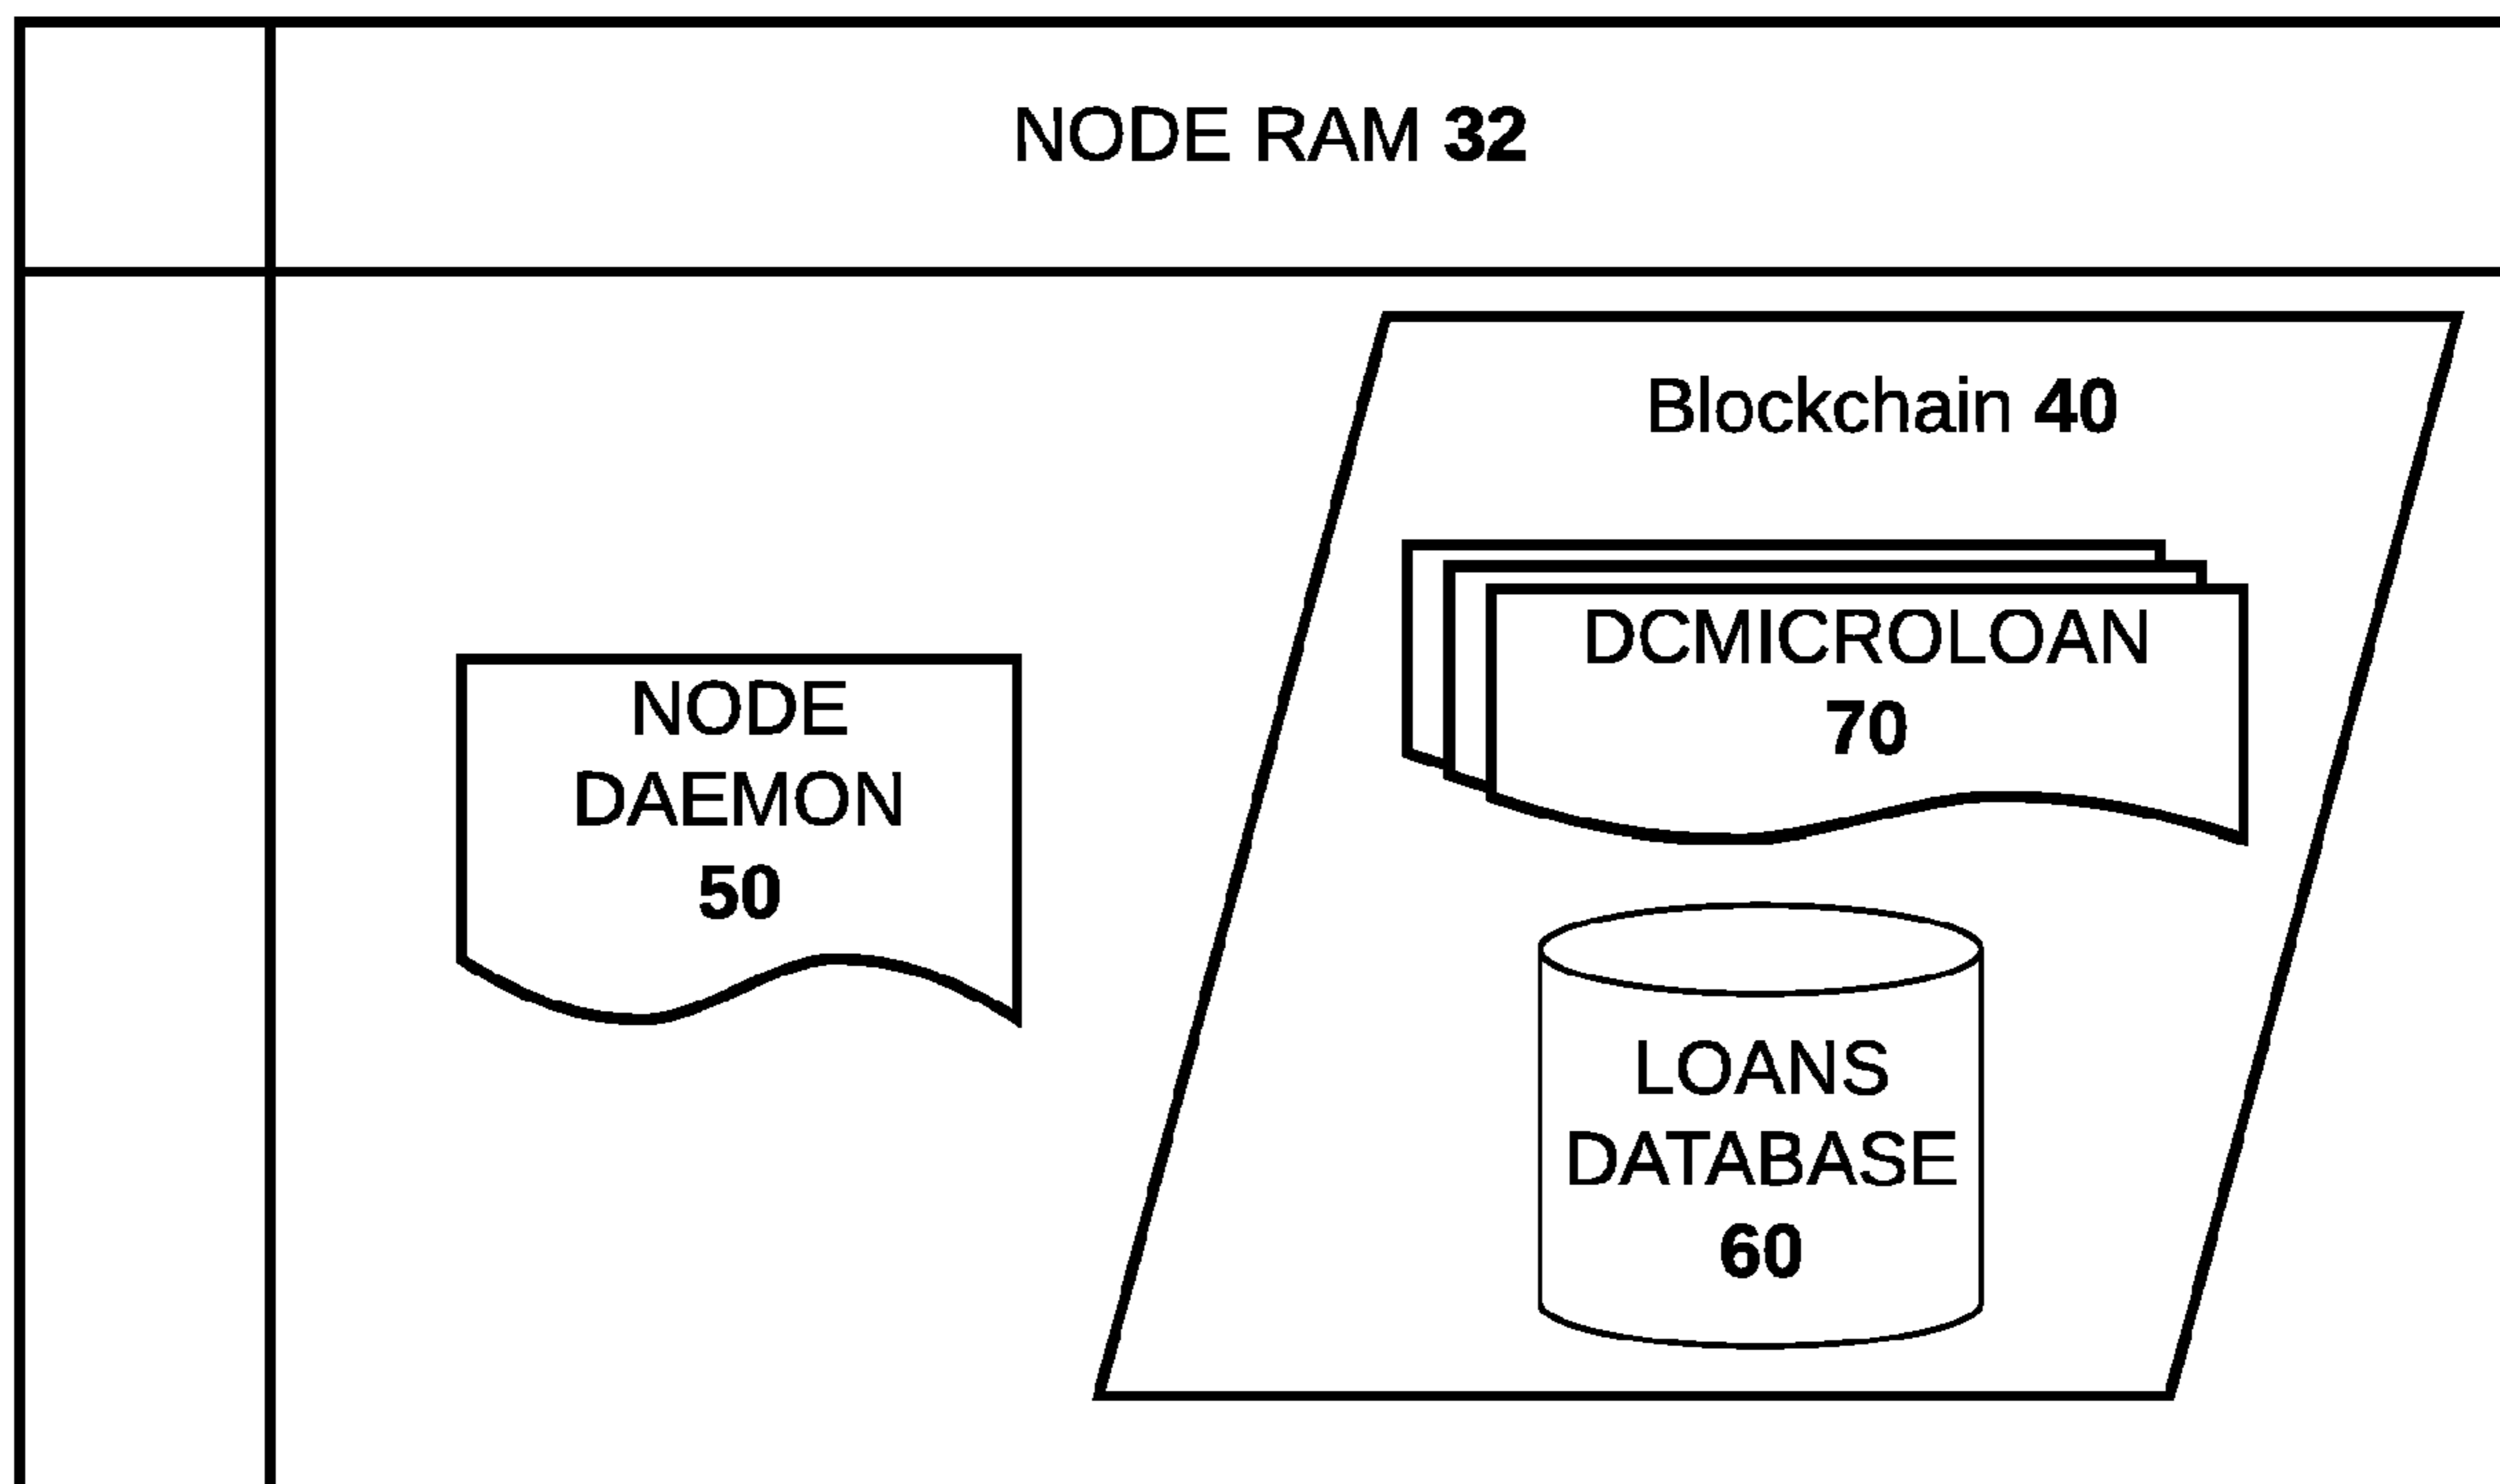 NODE RAM 32
Blockchain 40
DCMICROLOAN
70
NODE
DAEMON
50
LOANS
DATABASE
60